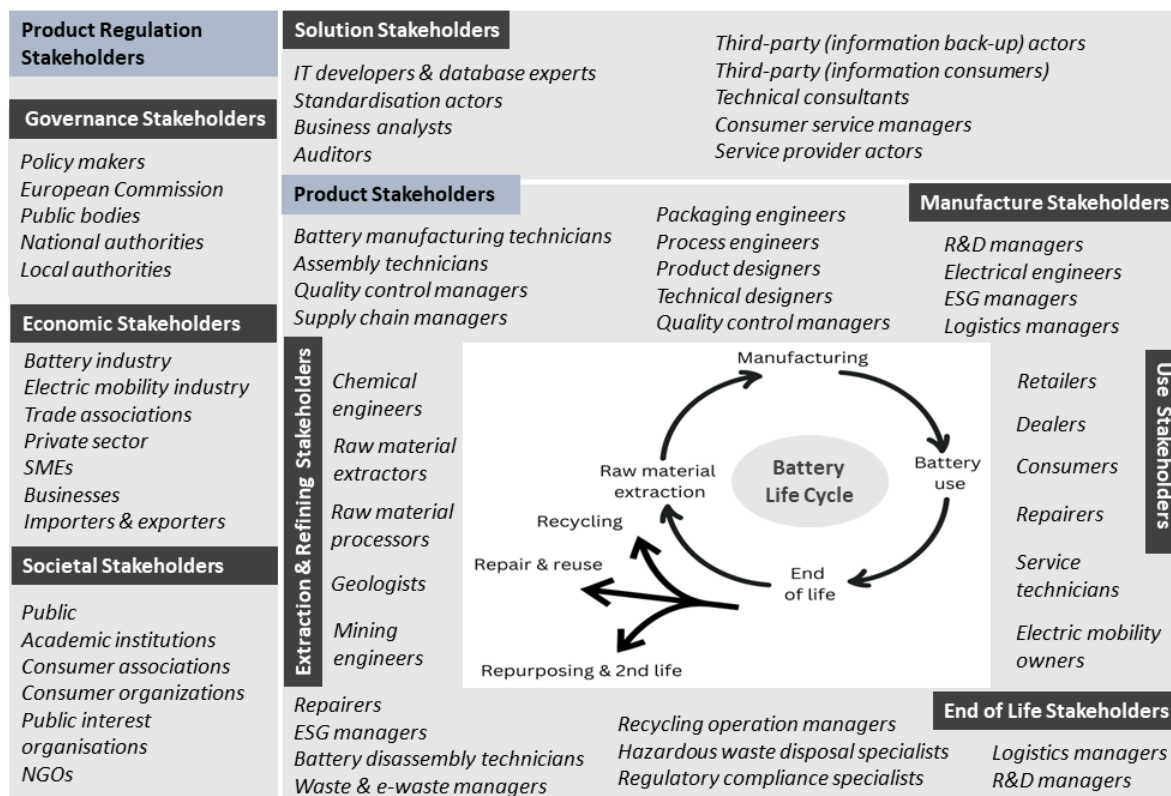 Product Regulation
Stakeholders
Governance Stakeholders
Policy makers
European Commission
Public bodies
National authorities
Local authorities
Economic Stakeholders
Battery industry
Electric mobility industry
Trade associations
Private sector
SMEs
Businesses
Importers & exporters
Societal Stakeholders
Public
Academic institutions
Consumer associations
Consumer organizations
Public interest
organisations
NGOs
Solution Stakeholders
IT developers & database experts
Standardisation actors
Business analysts
Auditors
Third-party (information back-up) actors
Third-party (information consumers)
Technical consultants
Consumer service managers
Service provider actors
Product Stakeholders
Battery manufacturing technicians
Assembly technicians
Quality control managers
Supply chain managers
Packaging engineers
Process engineers
Product designers
Technical designers
Quality control managers
Manufacture Stakeholders
R&D managers
Electrical engineers
ESG managers
Logistics managers
Extraction & Refining Stakeholders
Chemical
engineers
Raw material
extractors
Raw material
processors
Geologists
Mining
engineers
Manufacturing
Battery
use
End
of life
Raw material
extraction
Recycling
Repair & reuse
Repurposing & 2nd life
Battery
Life Cycle
Use Stakeholders
Retailers
Dealers
Consumers
Repairers
Service
technicians
Electric mobility
owners
Repairers
ESG managers
Battery disassembly technicians
Waste & e-waste managers
Recycling operation managers
Hazardous waste disposal specialists
Regulatory compliance specialists
End of Life Stakeholders
Logistics managers
R&D managers